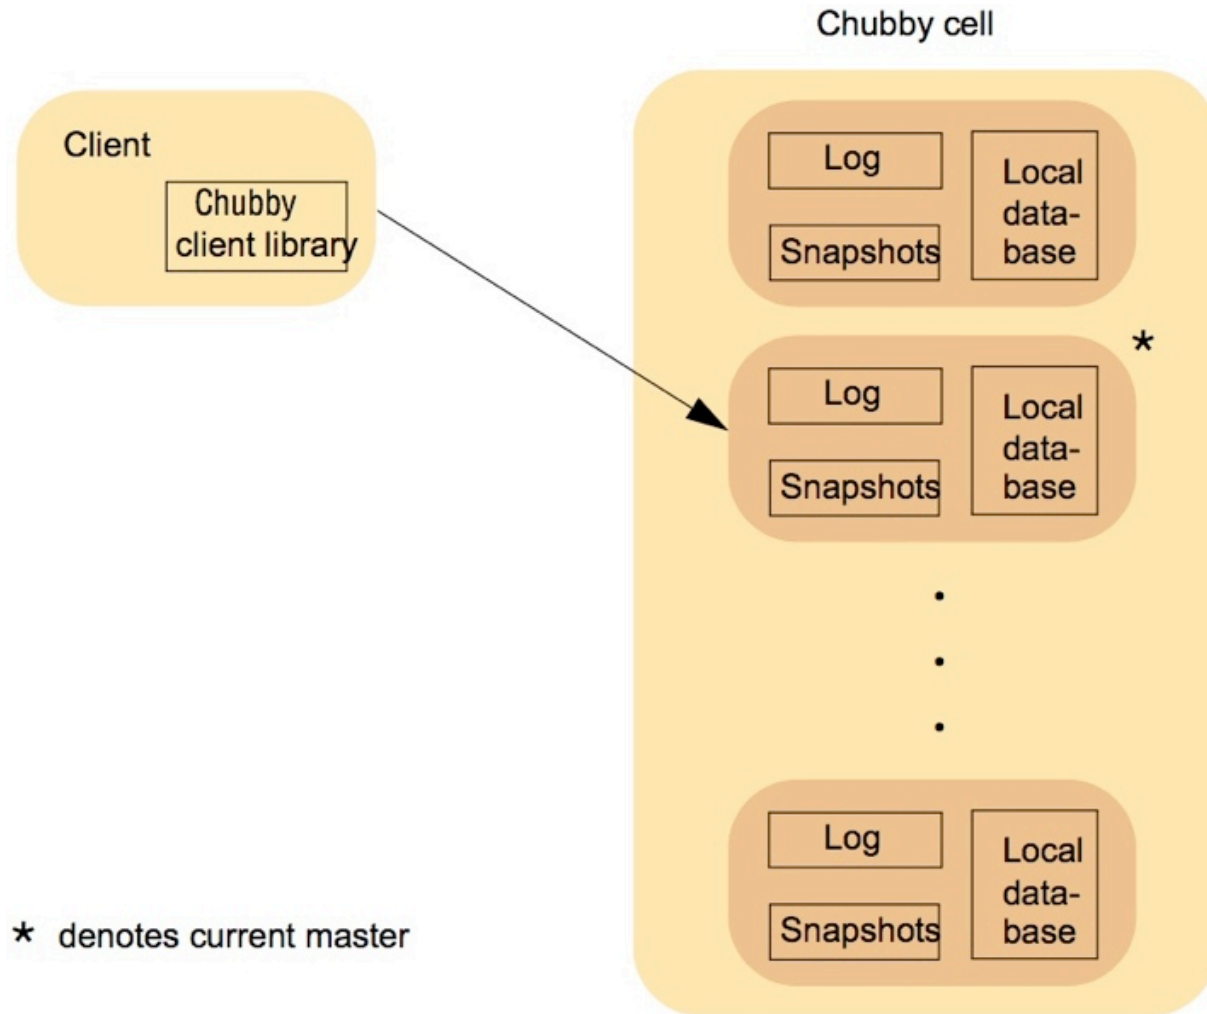 Chubby cell
Client
Chubby
client library
Log
Snapshots
Local
data-
base
*
Log
Snapshots
Local
data-
base
Log
Snapshots
Local
data-
base
* denotes current master